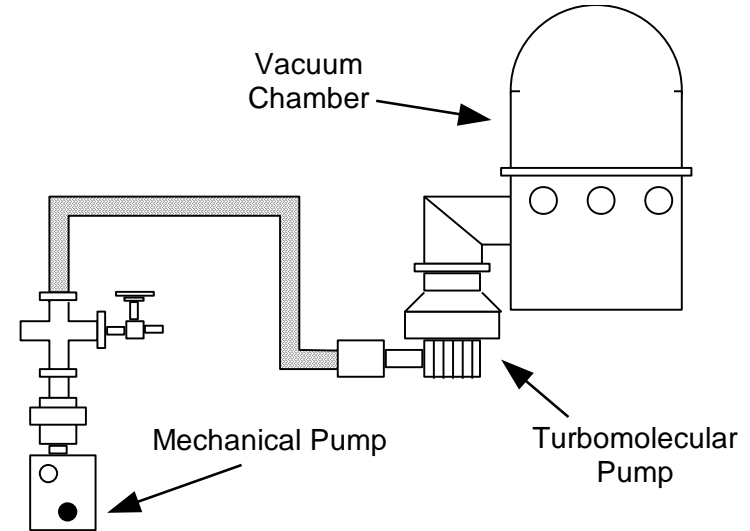 Vacuum
Chamber
Mechanical Pump
Turbomolecular
Pump